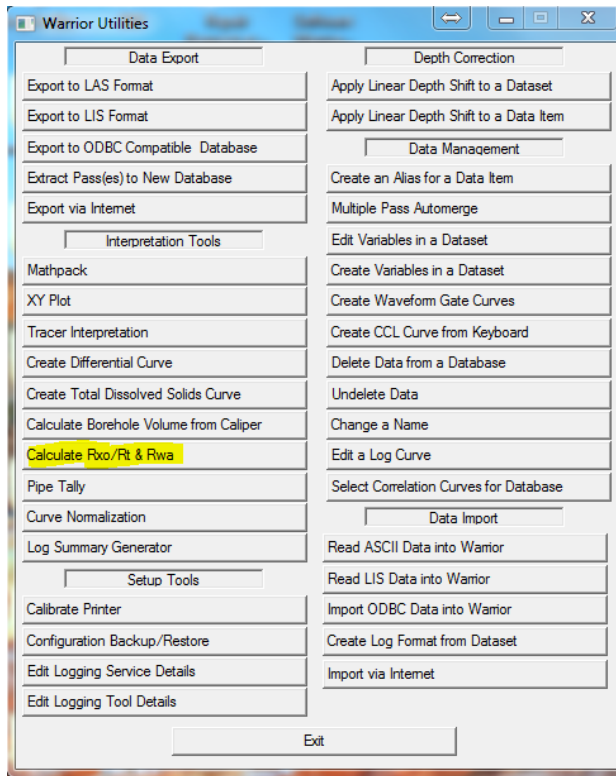 Warrior Utilities
Data Export
Export to LAS Format
Export to LIS Format
Export to ODBC Compatible Database
Extract Pass(es) to New Database
Export via Internet
Interpretation Tools
Mathpack
XY Plot
Tracer Interpretation
Create Differential Curve
Create Total Dissolved Solids Curve
Calculate Borehole Volume from Caliper
Calculate Rxo/Rt & Rwa
Pipe Tally
Curve Normalization
Log Summary Generator
Setup Tools
Calibrate Printer
Configuration Backup/Restore
Edit Logging Service Details
Edit Logging Tool Details
Depth Correction
Apply Linear Depth Shift to a Dataset
Apply Linear Depth Shift to a Data Item
Data Management
Create an Alias for a Data Item
Multiple Pass Automerge
Edit Variables in a Dataset
Create Variables in a Dataset
Create Waveform Gate Curves
Create CCL Curve from Keyboard
Delete Data from a Database
Undelete Data
Change a Name
Edit a Log Curve
Select Correlation Curves for Database
Data Import
Read ASCII Data into Warrior
Read LIS Data into Warrior
Import ODBC Data into Warrior
Create Log Format from Dataset
Import via Internet
Exit